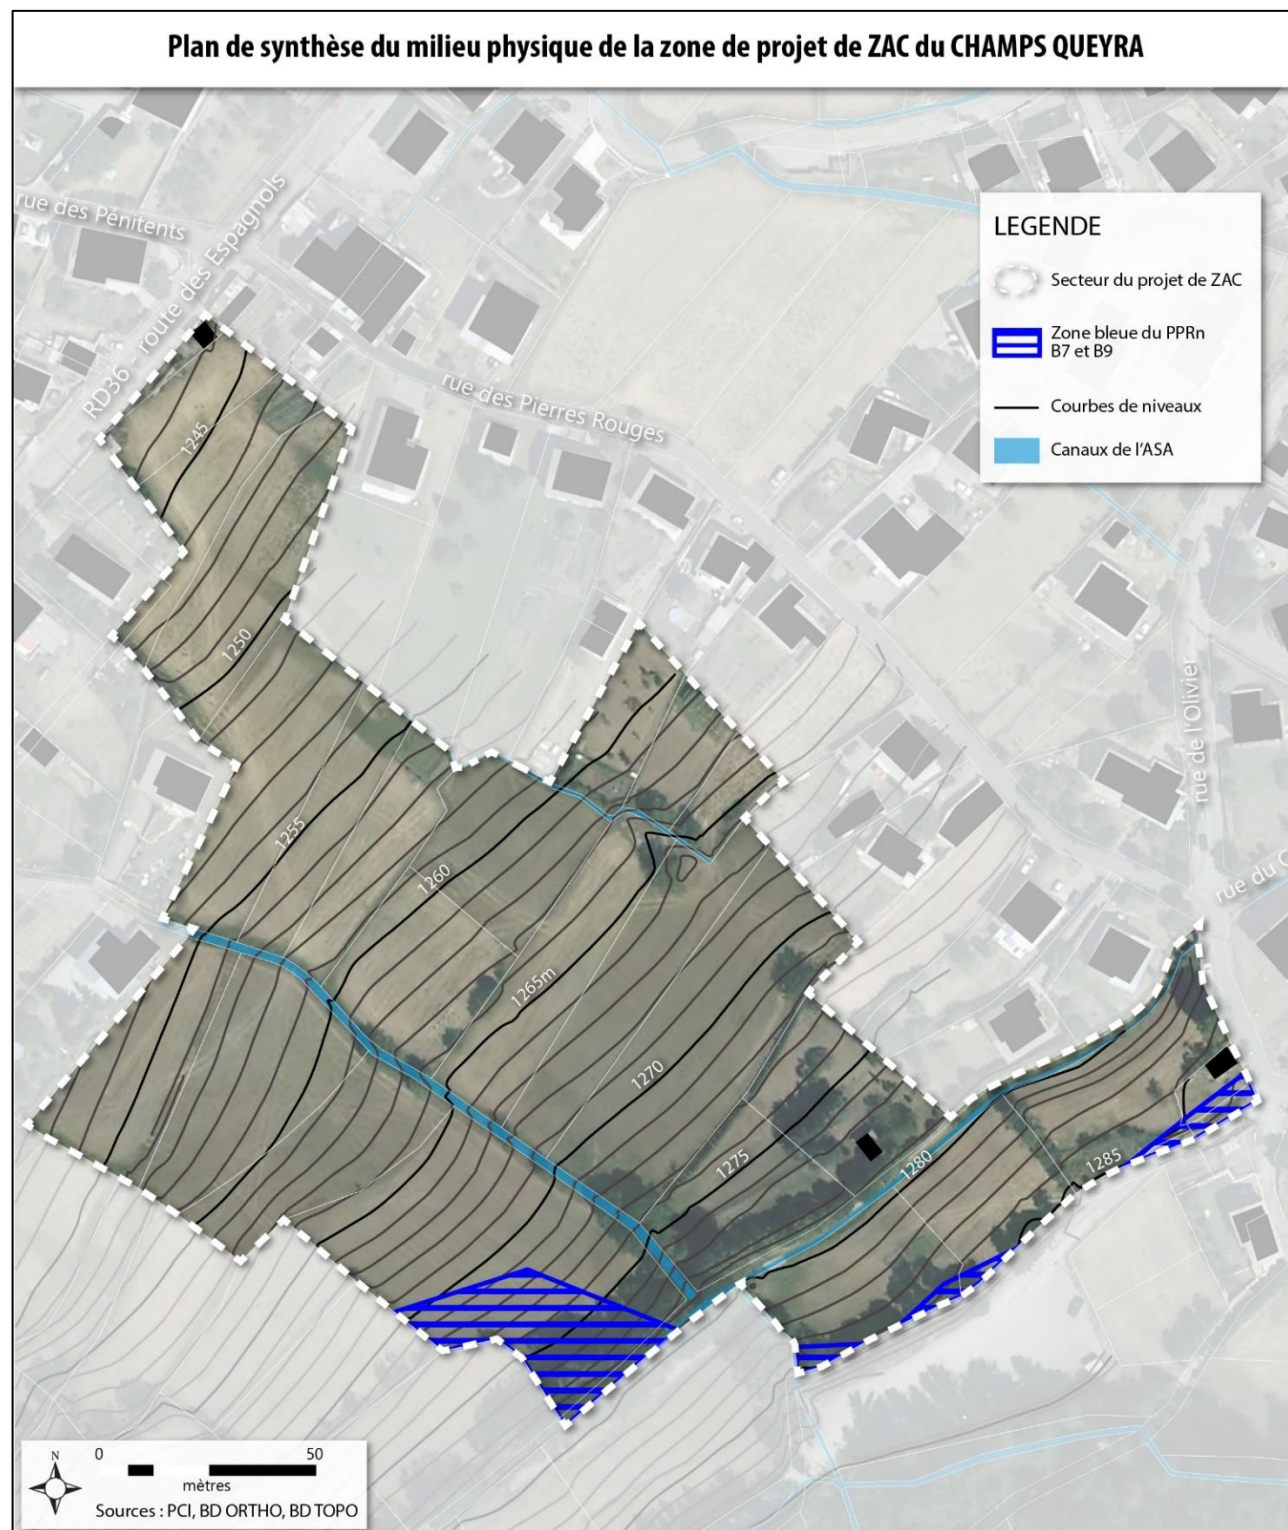 Plan de synthèse du milieu physique de la zone de projet de ZAC du CHAMPS QUEYRA
rue des Pénitents
RD36 - route des Espagnols
rue des Pierres Rouges
LEGENDE
Secteur du projet de ZAC
Zone bleue du PPRn
B7 et B9
Courbes de niveaux
Canaux de l'ASA
1245
1250
1255
1260
1265m
1270
1275
1280
1285
rue de l'Olivier
rue du
N
0 50
mètres
Sources : PCI, BD ORTHO, BD TOPO